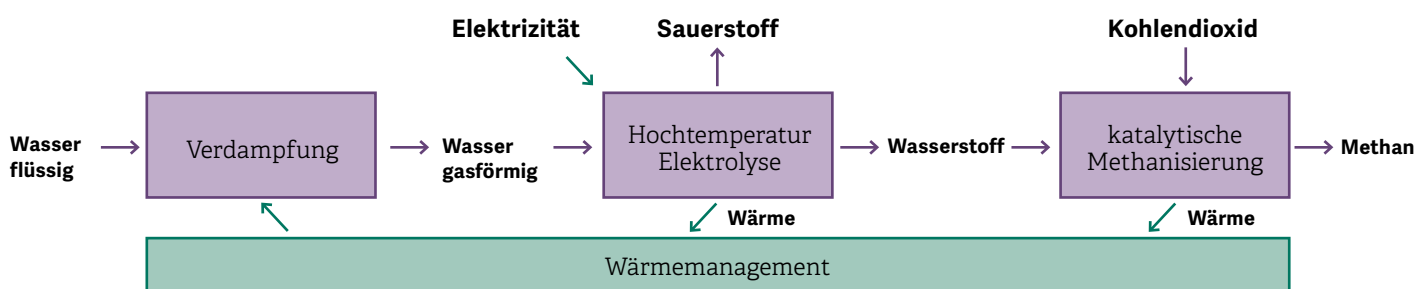 Elektrizität
Sauerstoff
Kohlendioxid
Wasser
flüssig
Verdampfung
Wasser
gasförmig
Hochtemperatur
Elektrolyse
Wasserstoff
katalytische
Methanisierung
Methan
Wärme
Wärme
Wärmemanagement